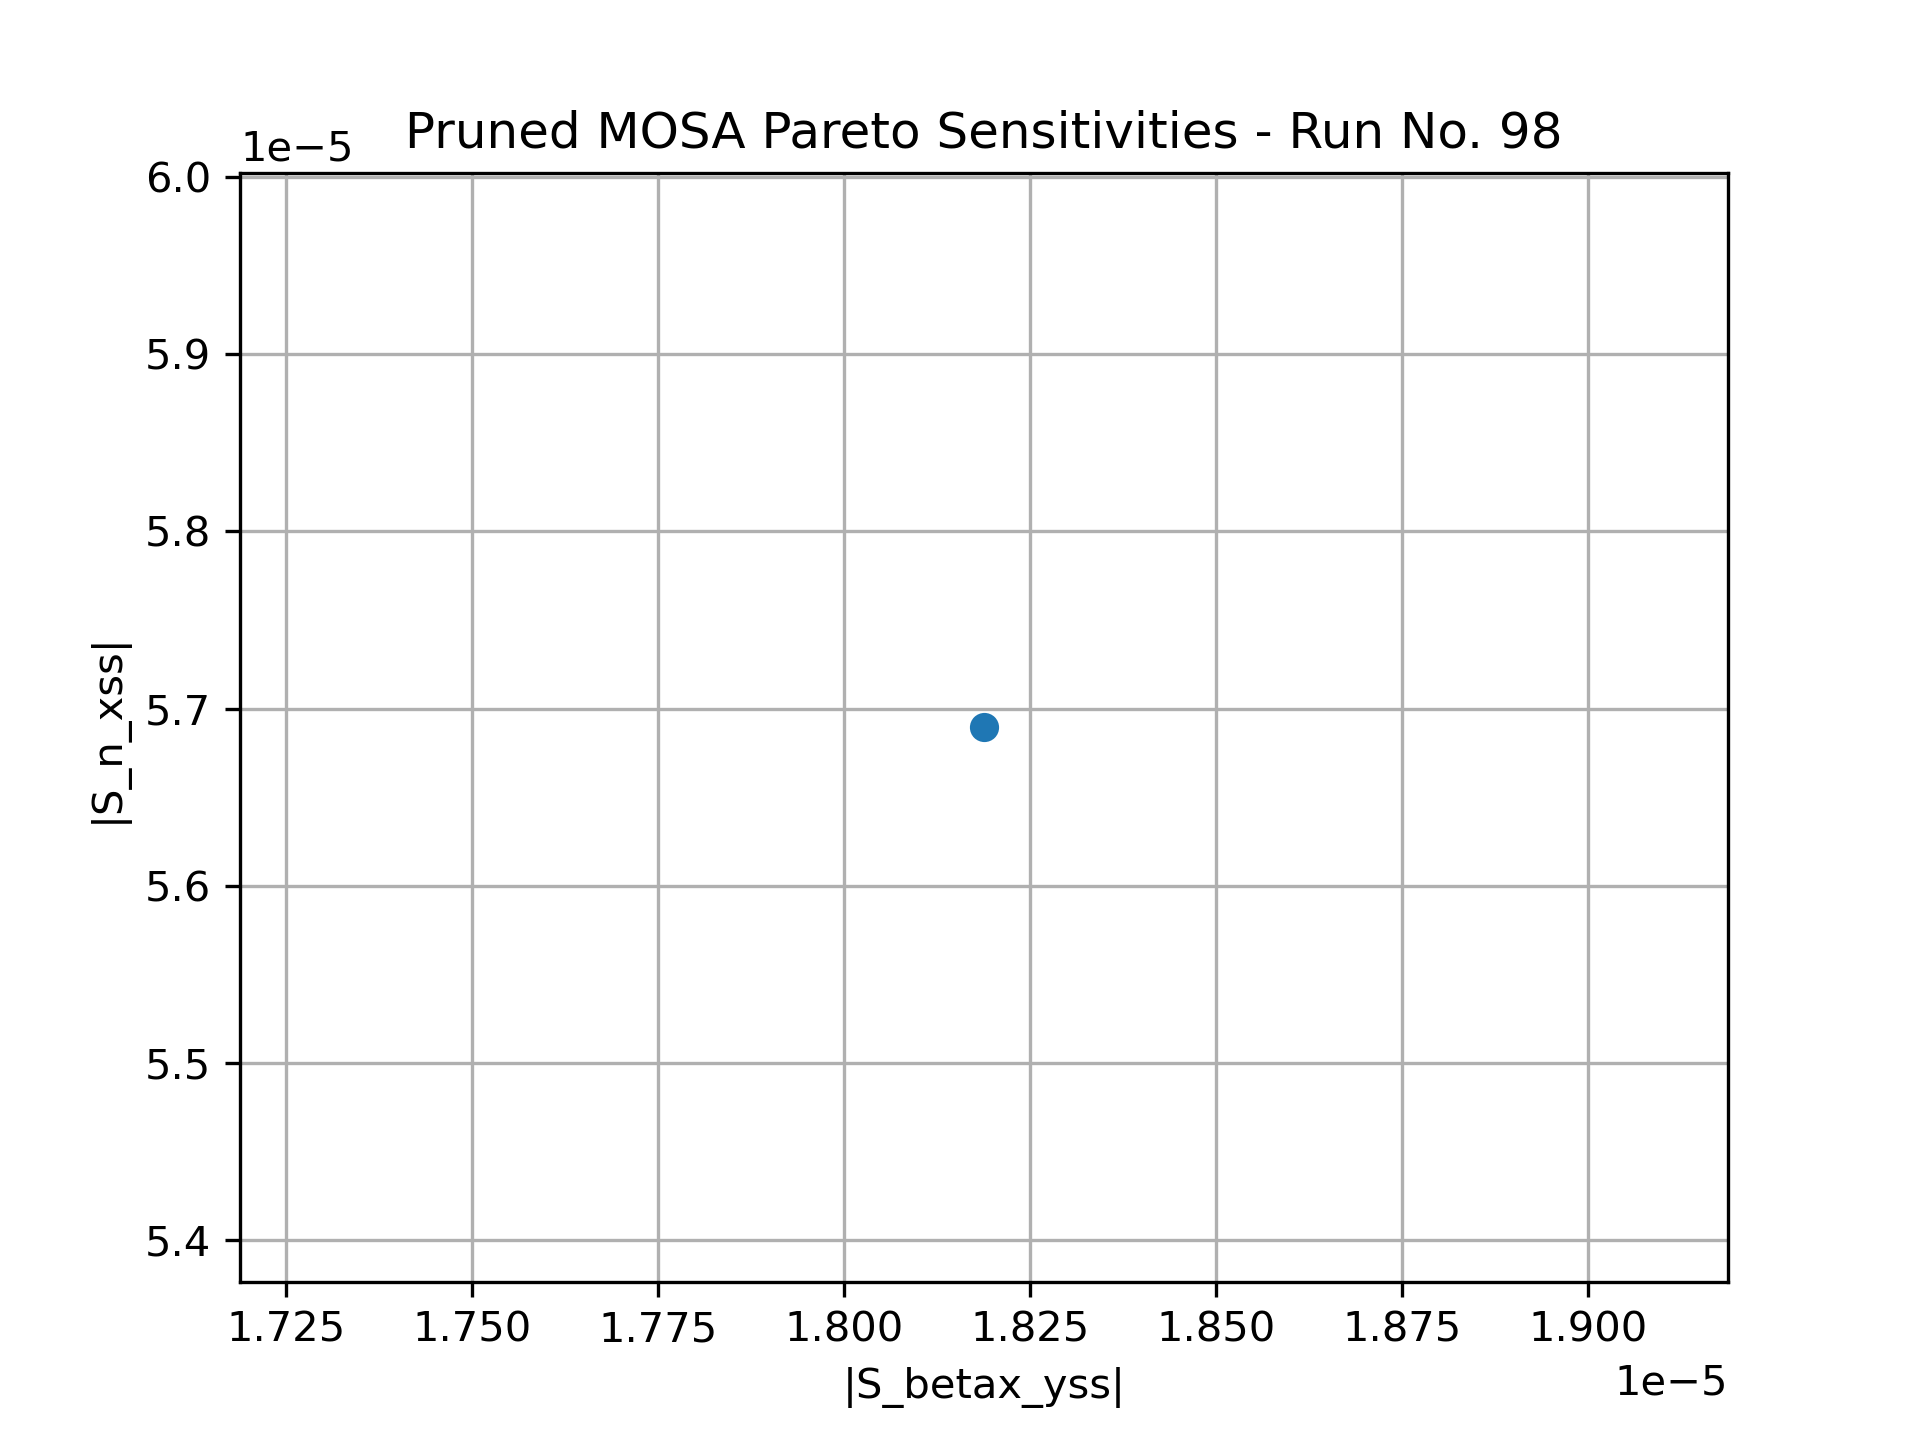 Pruned MOSA Pareto Sensitivities - Run No. 98
1e−5
6.0
5.9
5.8
5.7
5.6
5.5
5.4
|S_n_xss|
1.725 1.750 1.775 1.800 1.825 1.850 1.875 1.900
1e−5
|S_betax_yss|